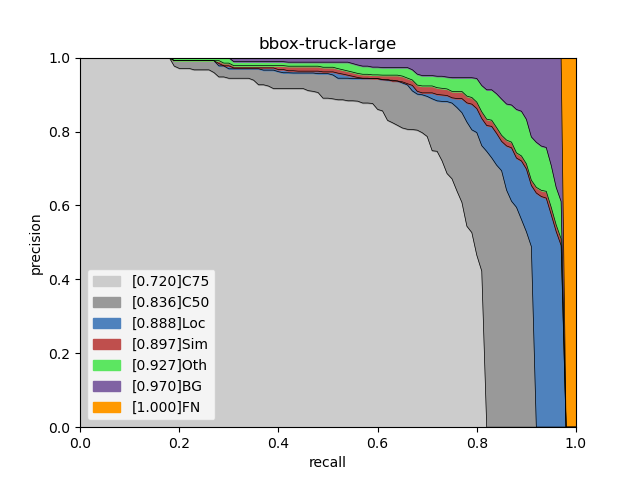 bbox-truck-large
1.0
0.8
0.6
0.4
0.2
0.0
precision
[0.720]C75
[0.836]C50
[0.888]Loc
[0.897]Sim
[0.927]Oth
[0.970]BG
[1.000]FN
0.0 0.2 0.4 0.6 0.8 1.0
recall